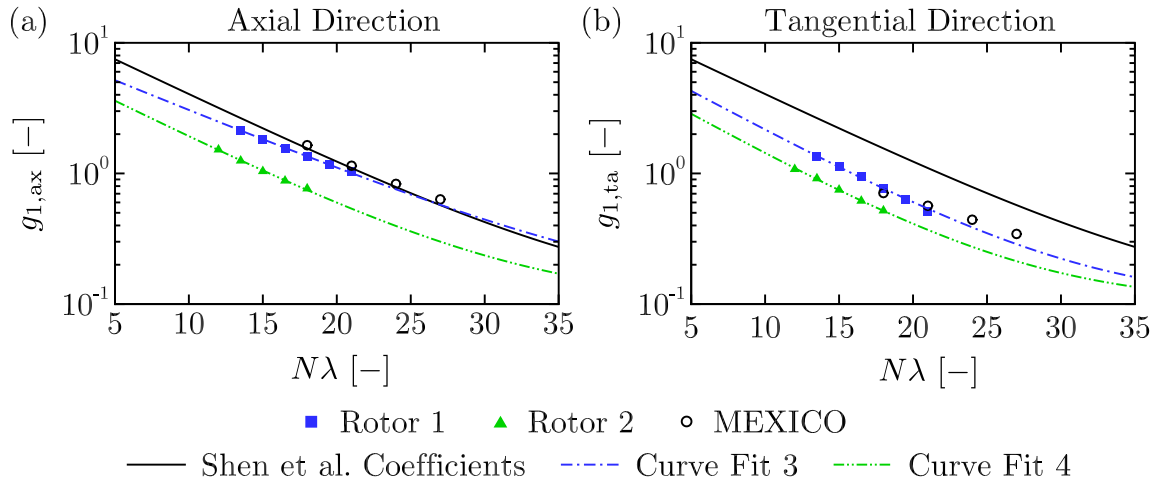 (a) Axial Direction (b) Tangential Direction
10^1 10^1
10^0 10^0
10^-1 10^-1
g_1,ax [−] g_1,ta [−]
5 10 15 20 25 30 35 5 10 15 20 25 30 35
Nλ [−] Nλ [−]
Rotor 1 Rotor 2 MEXICO
Shen et al. Coefficients Curve Fit 3 Curve Fit 4